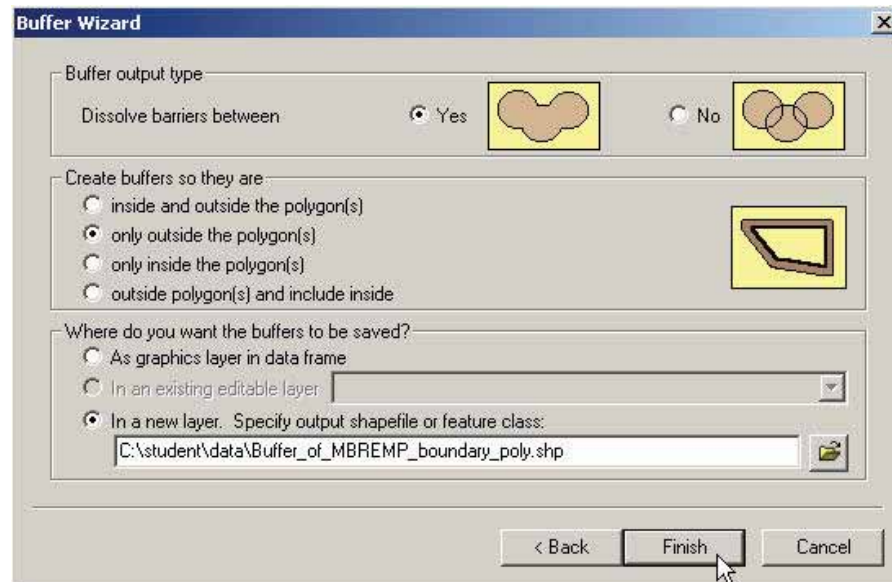 Buffer Wizard
Buffer output type
Dissolve barriers between
Yes
No
Create buffers so they are
inside and outside the polygon(s)
only outside the polygon(s)
only inside the polygon(s)
outside polygon(s) and include inside
Where do you want the buffers to be saved?
As graphics layer in data frame
In an existing editable layer
In a new layer. Specify output shapefile or feature class:
C:\student\data\Buffer_of_MBREMP_boundary_poly.shp
< Back
Finish
Cancel